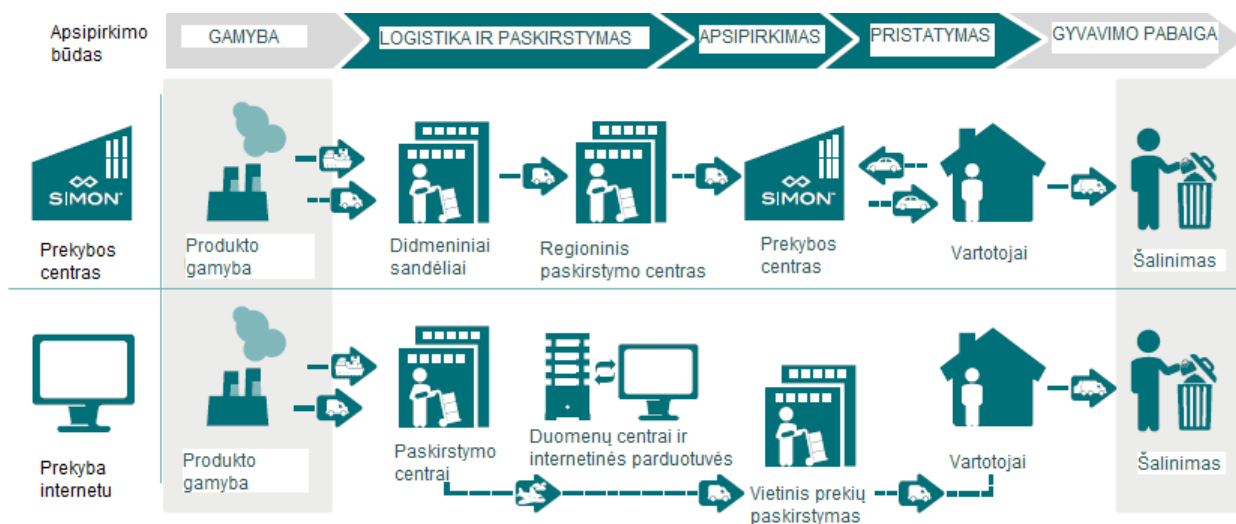 Apsipirkimo
būdas
GAMYBA
LOGISTIKA IR PASKIRSTYMAS
APSIPIRKIMAS
PRISTATYMAS
GYVAVIMO PABAIGA
SIMON
Prekybos
centras
Produkto
gamyba
Didmeniniai
sandėliai
Regioninis
paskirstymo centras
SIMON
Prekybos
centras
Vartotojai
Šalinimas
Prekyba
internetu
Produkto
gamyba
Paskirstymo
centrai
Duomenų centrai ir
internetinės parduotuvės
Vietinis prekių
paskirstymas
Vartotojai
Šalinimas